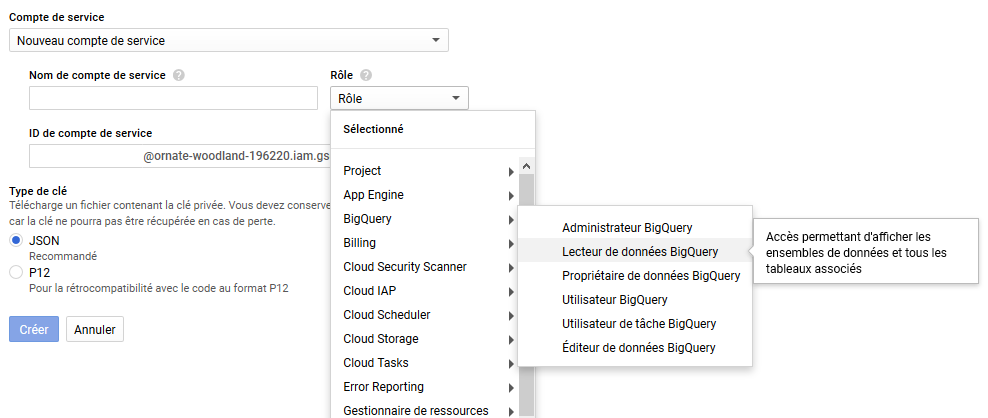 Compte de service
Nouveau compte de service
Nom de compte de service ?
Rôle ?
Rôle
Sélectionné
ID de compte de service
@ornate-woodland-196220.iam.gs
Type de clé
Télécharge un fichier contenant la clé privée. Vous devez conserve
car la clé ne pourra pas être récupérée en cas de perte.
JSON
Recommandé
P12
Pour la rétrocompatibilité avec le code au format P12
Créer
Annuler
Project
App Engine
BigQuery
Billing
Cloud Security Scanner
Cloud IAP
Cloud Scheduler
Cloud Storage
Cloud Tasks
Error Reporting
Gestionnaire de ressources
Administrateur BigQuery
Lecteur de données BigQuery
Propriétaire de données BigQuery
Utilisateur BigQuery
Utilisateur de tâche BigQuery
Éditeur de données BigQuery
Accès permettant d'afficher les
ensembles de données et tous les
tableaux associés